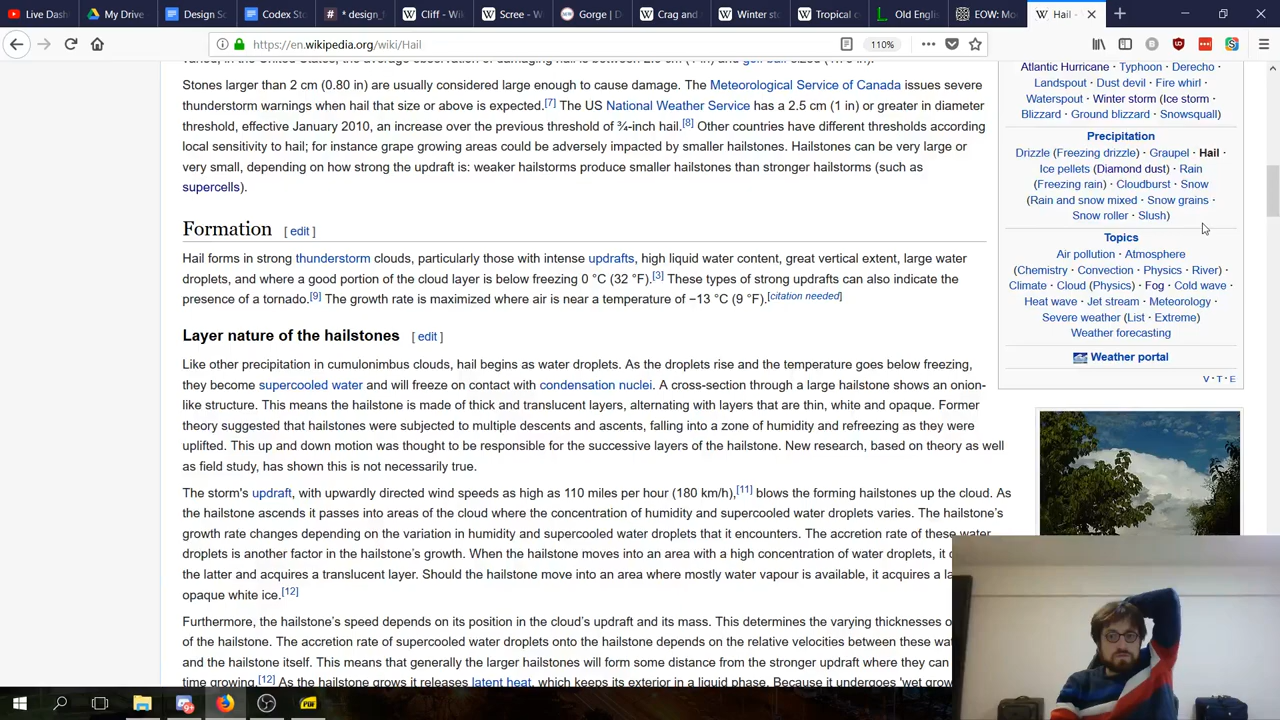 Live Dash
My Drive
Design S
Codex Ste
* design_
Cliff - Wi
Scree - W
Gorge | D
Crag and
Winter sto
Tropical c
Old Engli
EOW: Mo
Hail -
https://en.wikipedia.org/wiki/Hail
110%
Stones larger than 2 cm (0.80 in) are usually considered large enough to cause damage. The Meteorological Service of Canada issues severe
thunderstorm warnings when hail that size or above is expected.[7] The US National Weather Service has a 2.5 cm (1 in) or greater in diameter
threshold, effective January 2010, an increase over the previous threshold of ¾-inch hail.[8] Other countries have different thresholds according
local sensitivity to hail; for instance grape growing areas could be adversely impacted by smaller hailstones. Hailstones can be very large or
very small, depending on how strong the updraft is: weaker hailstorms produce smaller hailstones than stronger hailstorms (such as
supercells).
Formation [ edit ]
Hail forms in strong thunderstorm clouds, particularly those with intense updrafts, high liquid water content, great vertical extent, large water
droplets, and where a good portion of the cloud layer is below freezing 0 °C (32 °F).[3] These types of strong updrafts can also indicate the
presence of a tornado.[9] The growth rate is maximized where air is near a temperature of −13 °C (9 °F).[citation needed]
Layer nature of the hailstones [ edit ]
Like other precipitation in cumulonimbus clouds, hail begins as water droplets. As the droplets rise and the temperature goes below freezing,
they become supercooled water and will freeze on contact with condensation nuclei. A cross-section through a large hailstone shows an onion-
like structure. This means the hailstone is made of thick and translucent layers, alternating with layers that are thin, white and opaque. Former
theory suggested that hailstones were subjected to multiple descents and ascents, falling into a zone of humidity and refreezing as they were
uplifted. This up and down motion was thought to be responsible for the successive layers of the hailstone. New research, based on theory as well
as field study, has shown this is not necessarily true.
The storm's updraft, with upwardly directed wind speeds as high as 110 miles per hour (180 km/h),[11] blows the forming hailstones up the cloud. As
the hailstone ascends it passes into areas of the cloud where the concentration of humidity and supercooled water droplets varies. The hailstone's
growth rate changes depending on the variation in humidity and supercooled water droplets that it encounters. The accretion rate of these water
droplets is another factor in the hailstone's growth. When the hailstone moves into an area with a high concentration of water droplets, it c
the latter and acquires a translucent layer. Should the hailstone move into an area where mostly water vapour is available, it acquires a la
opaque white ice.[12]
Furthermore, the hailstone's speed depends on its position in the cloud's updraft and its mass. This determines the varying thicknesses o
of the hailstone. The accretion rate of supercooled water droplets onto the hailstone depends on the relative velocities between these wat
and the hailstone itself. This means that generally the larger hailstones will form some distance from the stronger updraft where they can
time growing.[12] As the hailstone grows it releases latent heat, which keeps its exterior in a liquid phase. Because it undergoes 'wet grow
Atlantic Hurricane · Typhoon · Derecho ·
Landspout · Dust devil · Fire whirl ·
Waterspout · Winter storm (Ice storm ·
Blizzard · Ground blizzard · Snowsquall)
Precipitation
Drizzle (Freezing drizzle) · Graupel · Hail ·
Ice pellets (Diamond dust) · Rain
(Freezing rain) · Cloudburst · Snow
(Rain and snow mixed · Snow grains ·
Snow roller · Slush)
Topics
Air pollution · Atmosphere
(Chemistry · Convection · Physics · River) ·
Climate · Cloud (Physics) · Fog · Cold wave ·
Heat wave · Jet stream · Meteorology ·
Severe weather (List · Extreme) ·
Weather forecasting
Weather portal
V · T · E